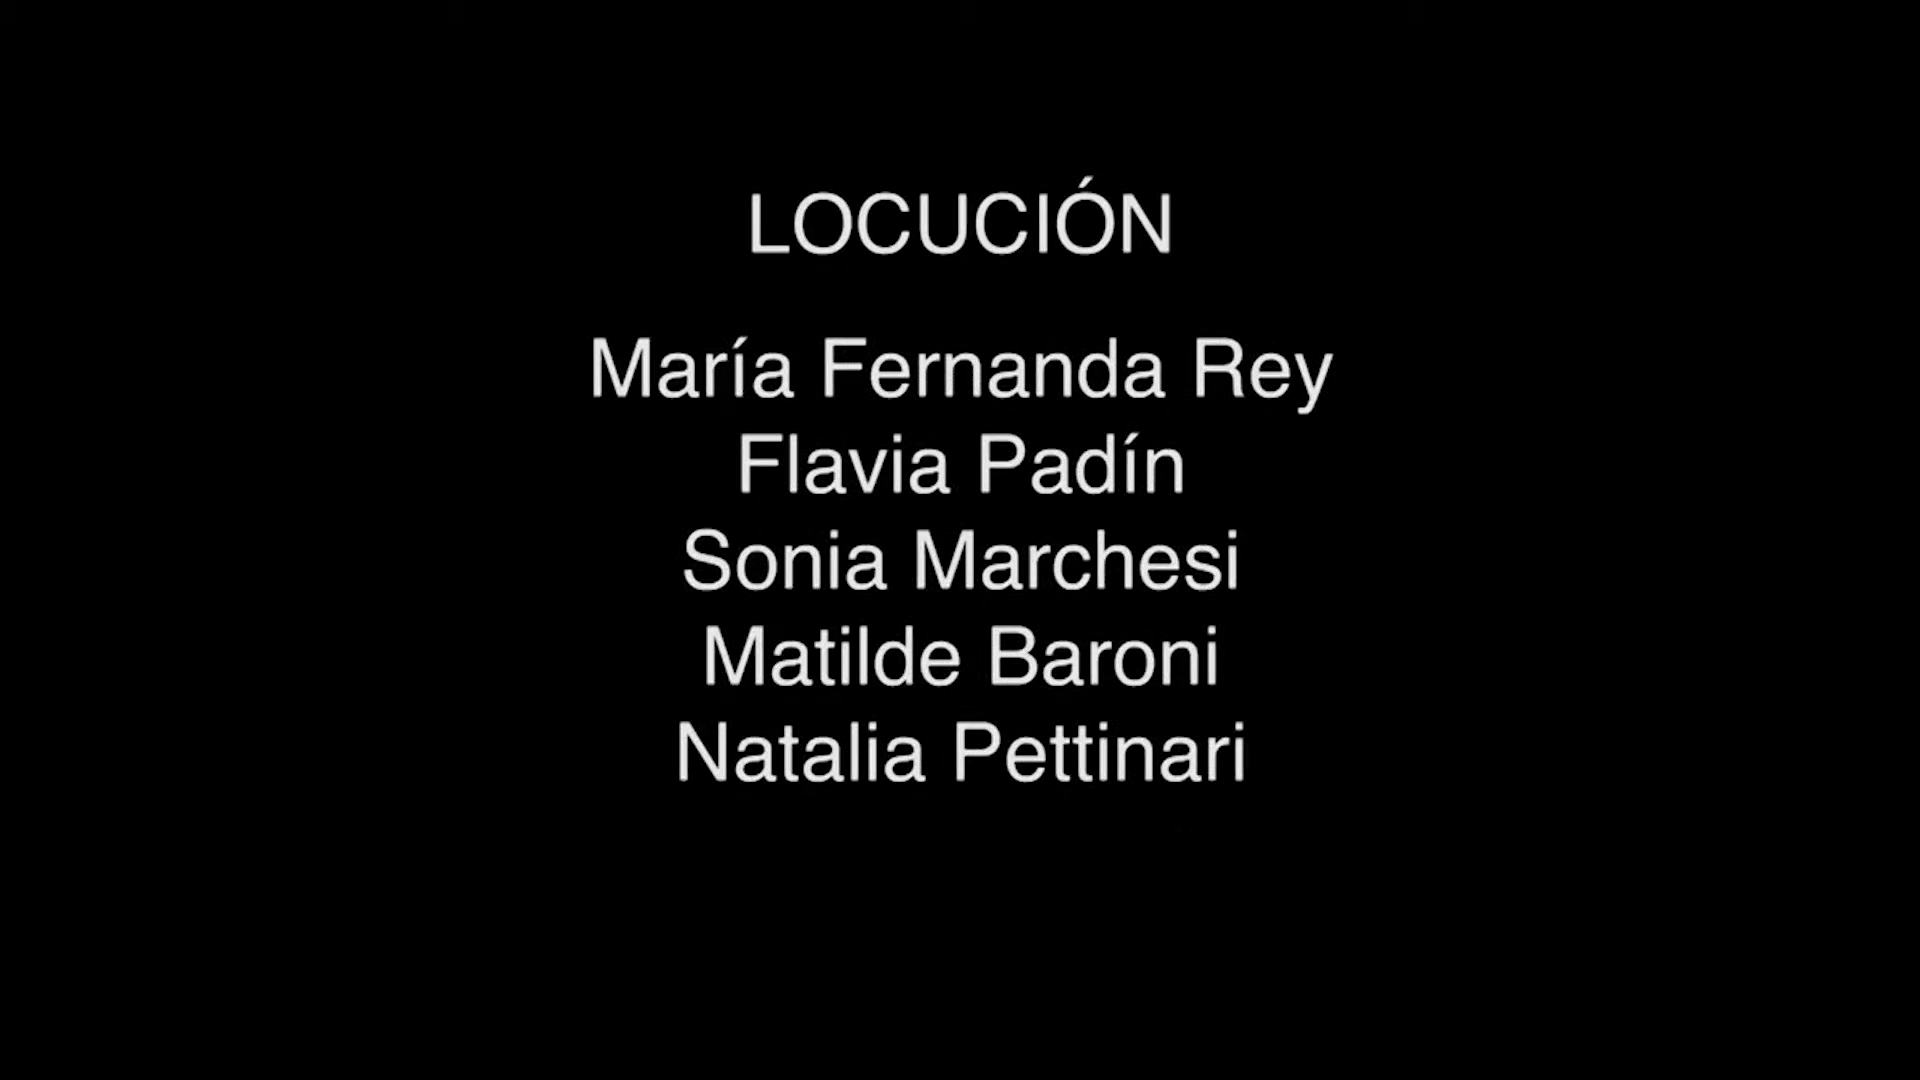 LOCUCIÓN
María Fernanda Rey
Flavia Padín
Sonia Marchesi
Matilde Baroni
Natalia Pettinari